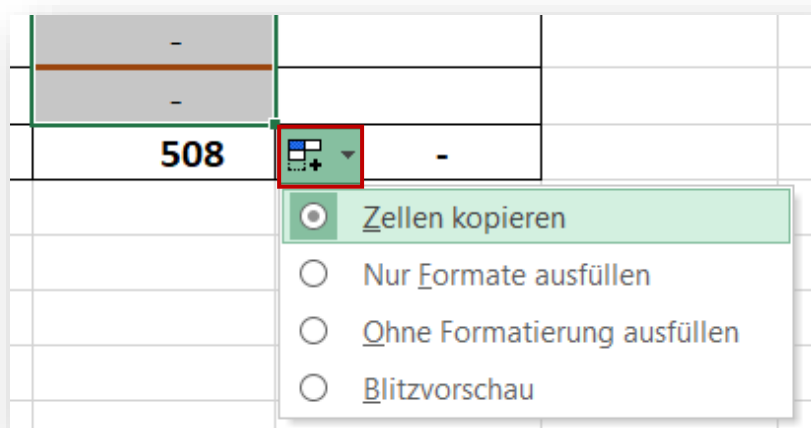 -
-
508 -
Zellen kopieren
Nur Formate ausfüllen
Ohne Formatierung ausfüllen
Blitzvorschau